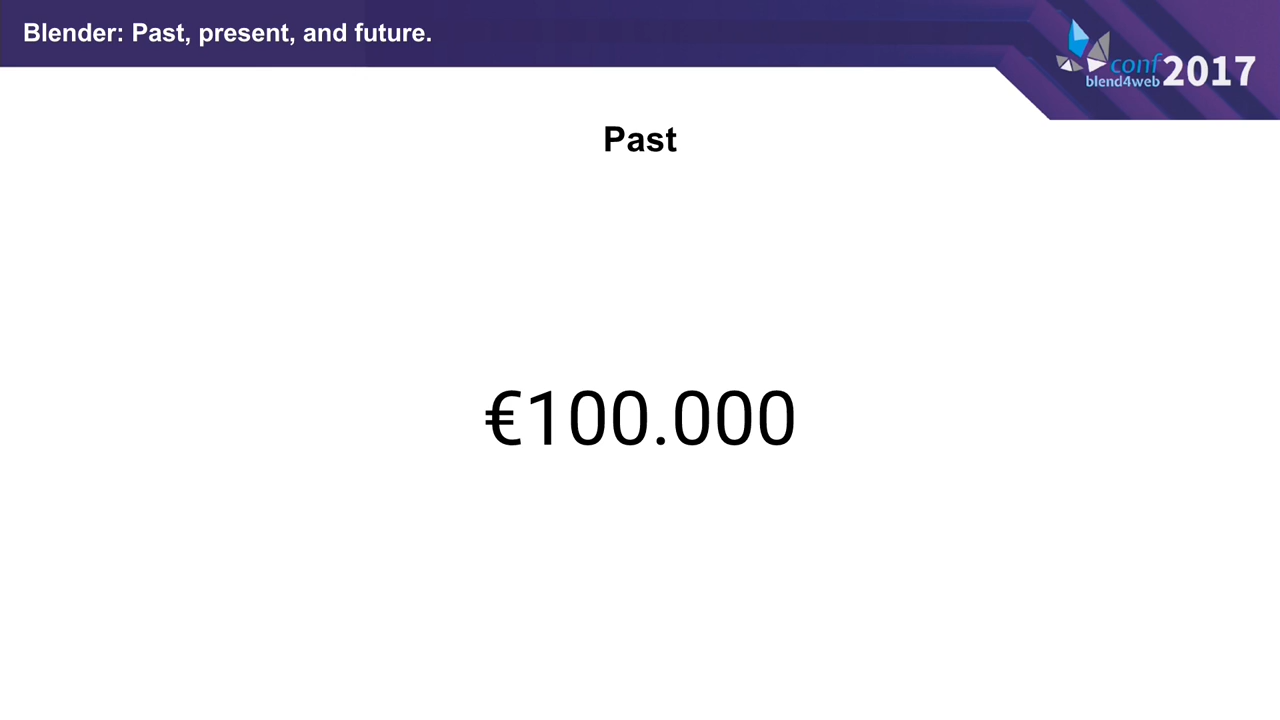 Blender: Past, present, and future.
conf
blend4web
2017
Past
€100.000